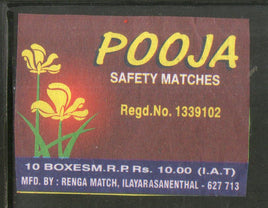 POOJA
SAFETY MATCHES
Regd.No. 1339102
10 BOXESM.R.P. Rs. 10.00 (I.A.T)
MFD. BY : RENGA MATCH, ILAYARASANENTHAL - 627 713